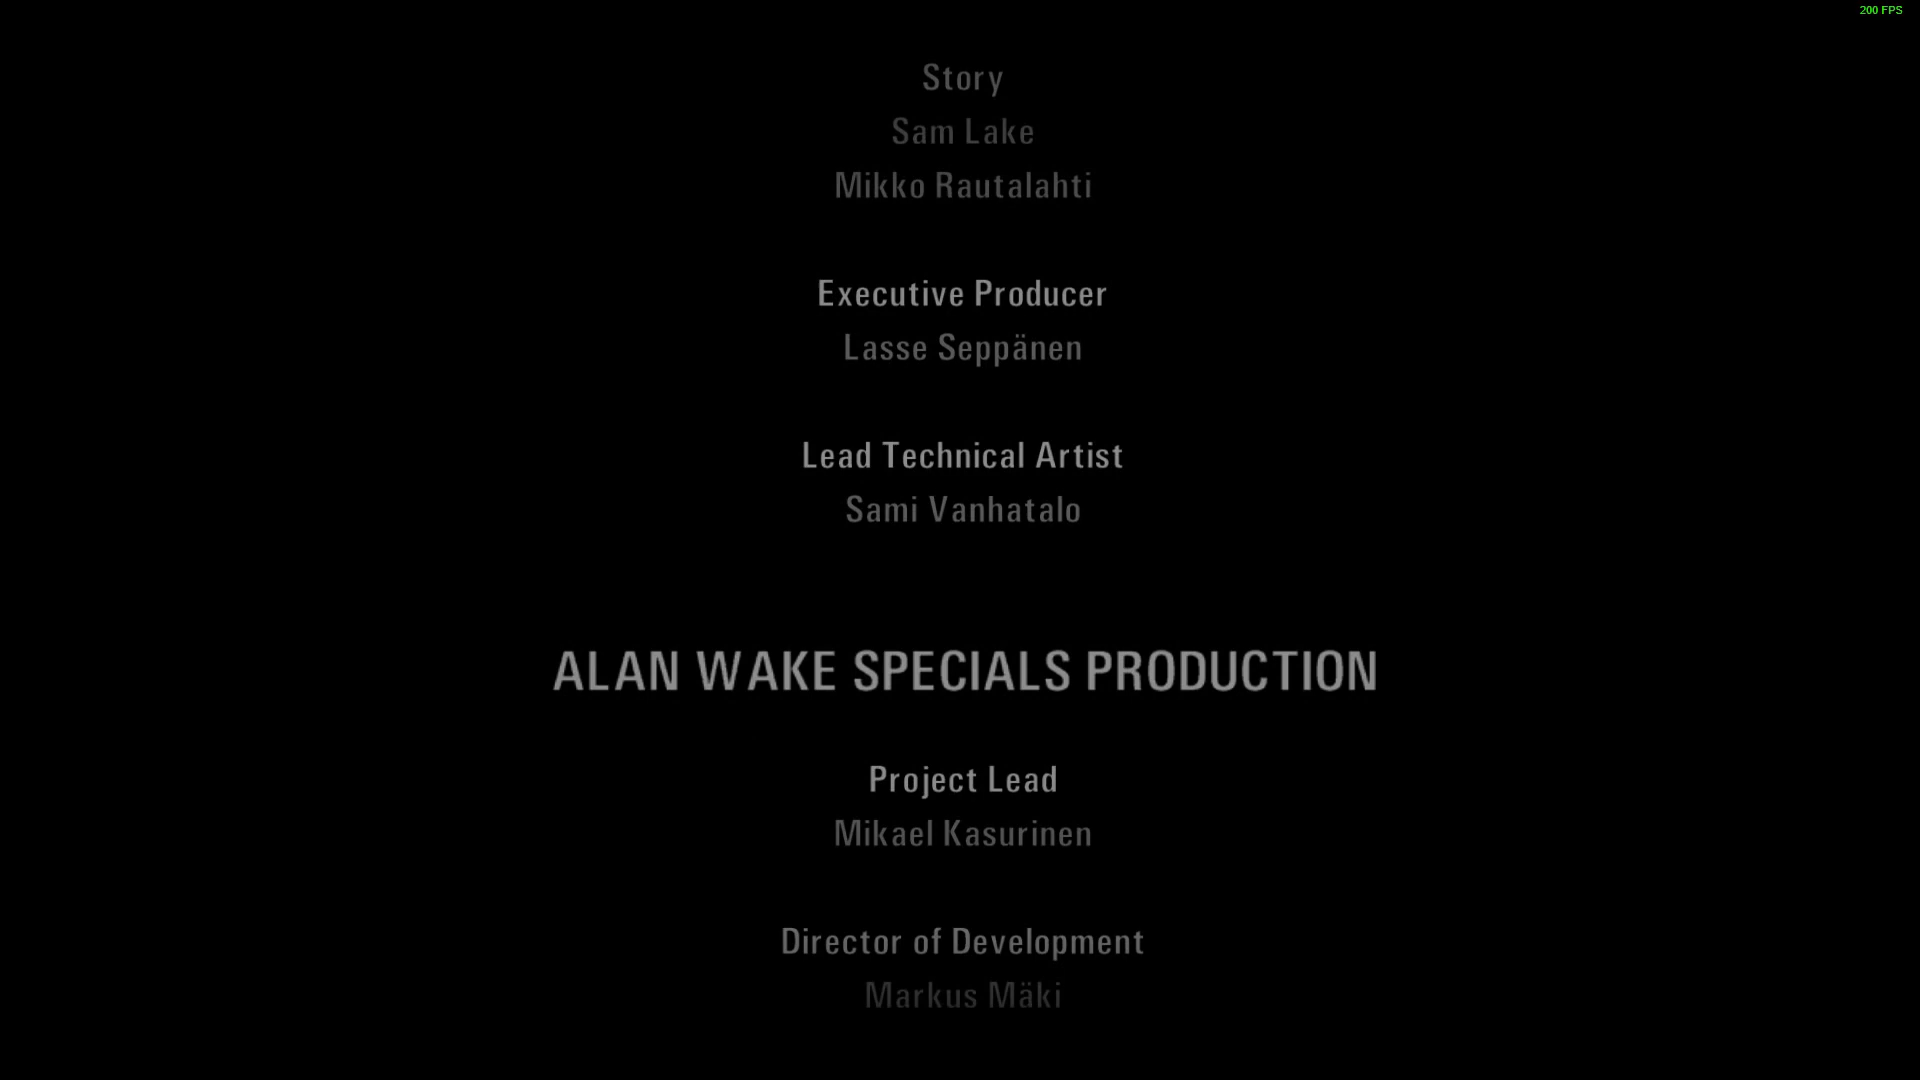 200 FPS
Story
Sam Lake
Mikko Rautalahti
Executive Producer
Lasse Seppänen
Lead Technical Artist
Sami Vanhatalo
ALAN WAKE SPECIALS PRODUCTION
Project Lead
Mikael Kasurinen
Director of Development
Markus Mäki